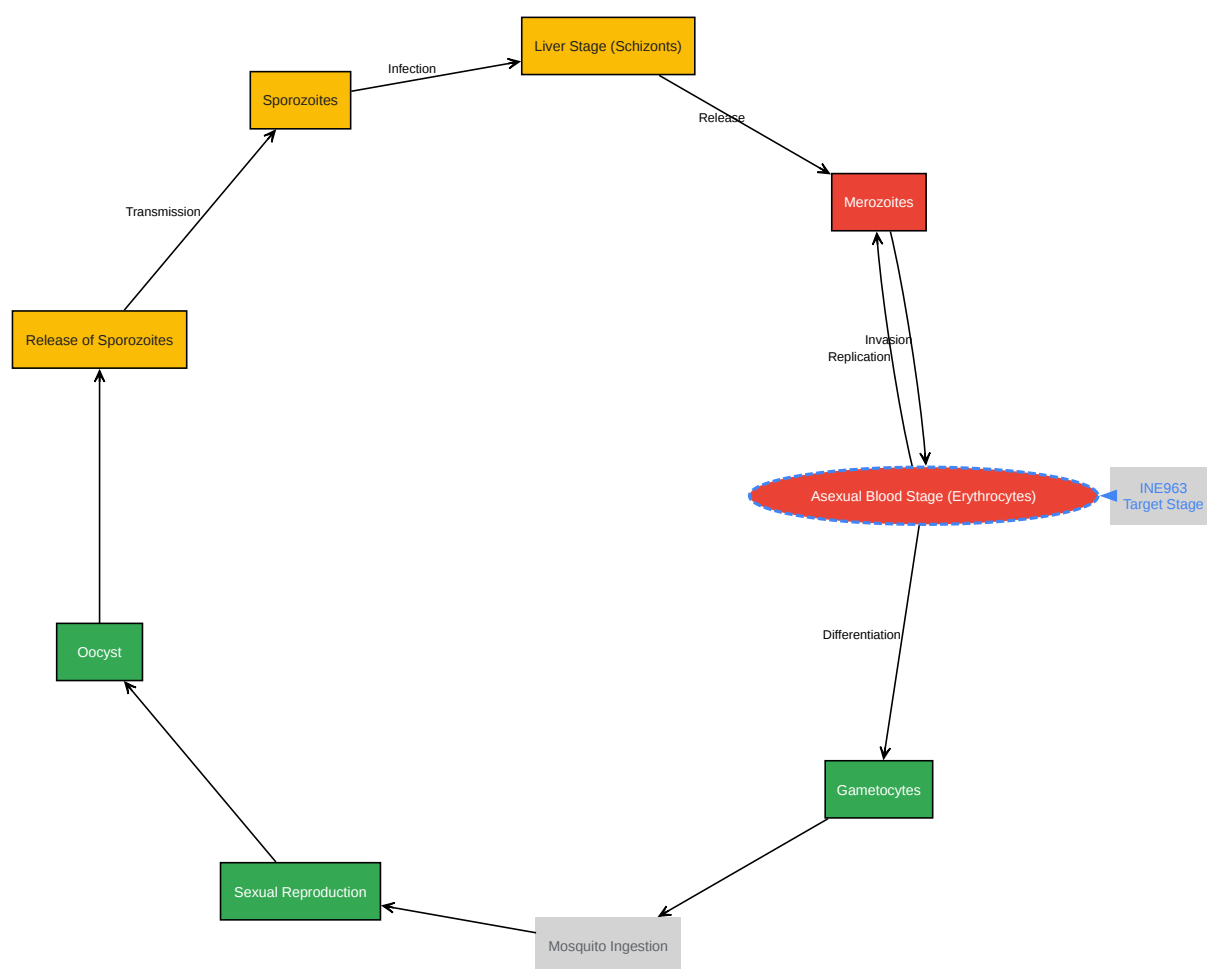 Liver Stage (Schizonts)
Infection
Sporozoites
Release
Merozoites
Transmission
Release of Sporozoites
Invasion
Replication
Asexual Blood Stage (Erythrocytes)
INE963
Target Stage
Differentiation
Oocyst
Gametocytes
Sexual Reproduction
Mosquito Ingestion